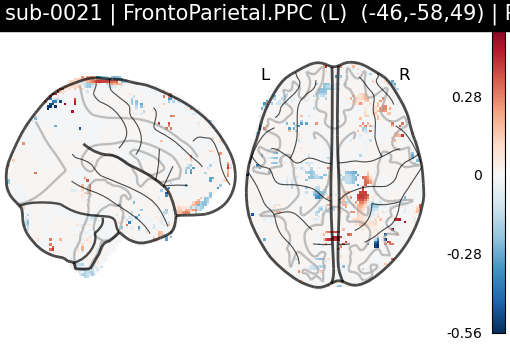 sub-0021 | FrontoParietal.PPC (L)  (-46,-58,49) |
L
R
0.28
0
-0.28
-0.56